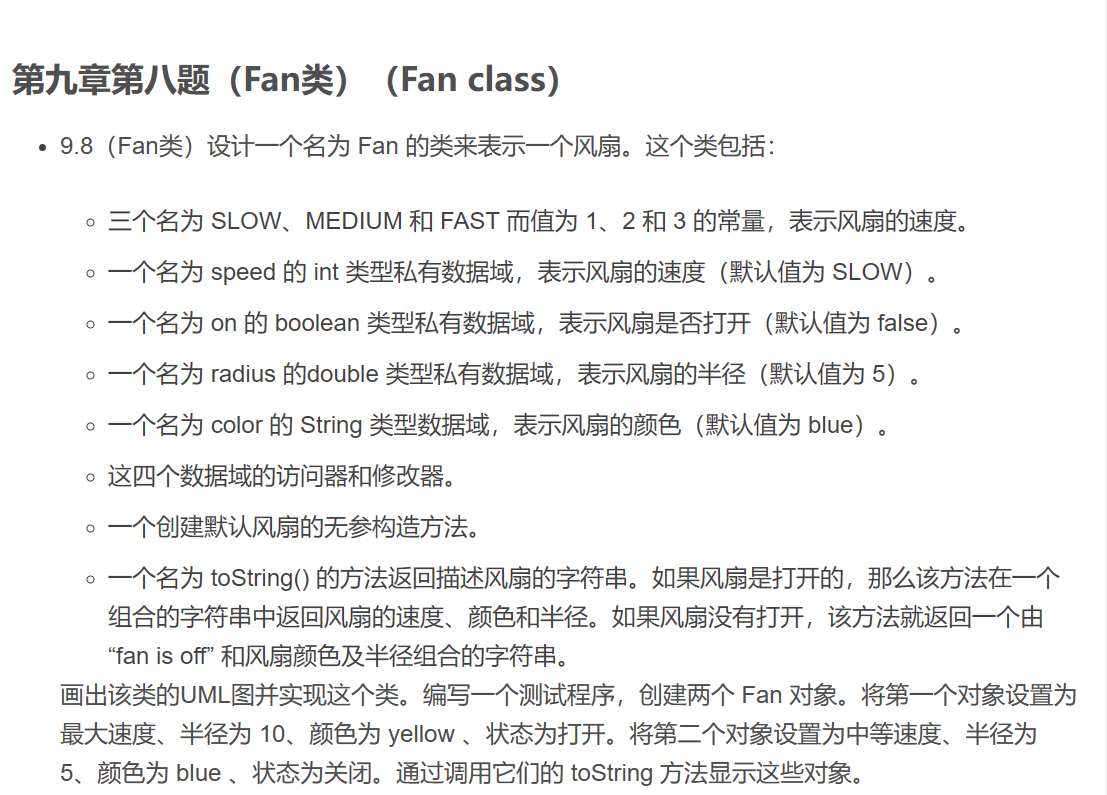 第九章第八题（Fan类）（Fan class）
9.8（Fan类）设计一个名为 Fan 的类来表示一个风扇。这个类包括：
三个名为 SLOW、MEDIUM 和 FAST 而值为 1、2 和 3 的常量，表示风扇的速度。
一个名为 speed 的 int 类型私有数据域，表示风扇的速度（默认值为 SLOW）。
一个名为 on 的 boolean 类型私有数据域，表示风扇是否打开（默认值为 false）。
一个名为 radius 的double 类型私有数据域，表示风扇的半径（默认值为 5）。
一个名为 color 的 String 类型数据域，表示风扇的颜色（默认值为 blue）。
这四个数据域的访问器和修改器。
一个创建默认风扇的无参构造方法。
一个名为 toString() 的方法返回描述风扇的字符串。如果风扇是打开的，那么该方法在一个
组合的字符串中返回风扇的速度、颜色和半径。如果风扇没有打开，该方法就返回一个由
“fan is off” 和风扇颜色及半径组合的字符串。
画出该类的UML图并实现这个类。编写一个测试程序，创建两个 Fan 对象。将第一个对象设置为
最大速度、半径为 10、颜色为 yellow 、状态为打开。将第二个对象设置为中等速度、半径为
5、颜色为 blue 、状态为关闭。通过调用它们的 toString 方法显示这些对象。